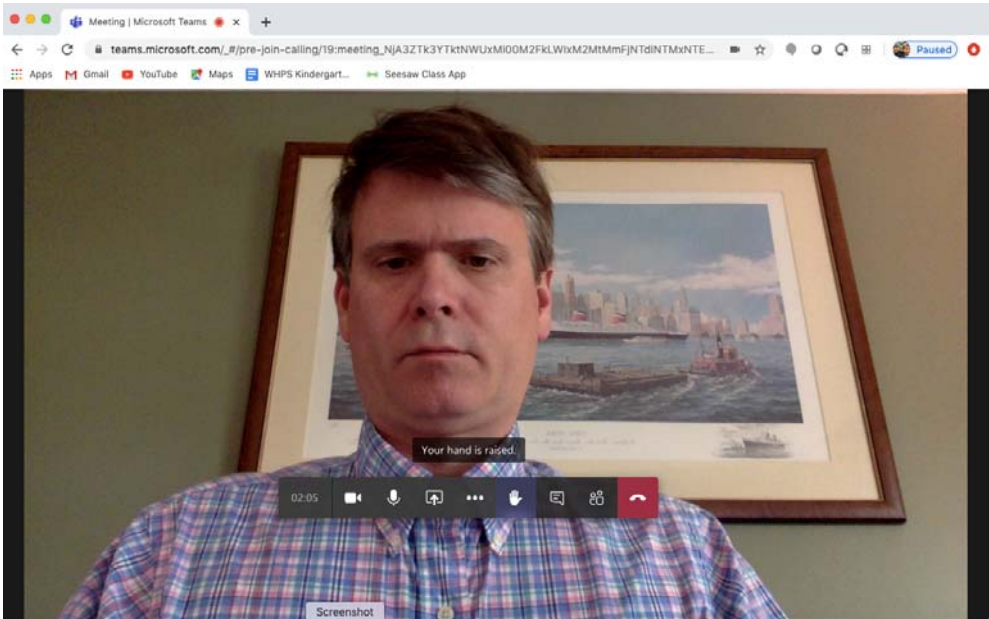 Meeting | Microsoft Teams
teams.microsoft.com/_#/pre-join-calling/19:meeting_NjA3ZTk3YTktNWUxMi00M2FkLWIxM2MtMmFjNTdlNTMxNTE...
Paused
Apps Gmail YouTube Maps WHPS Kindergart... Seesaw Class App
Your hand is raised.
02:05
Screenshot